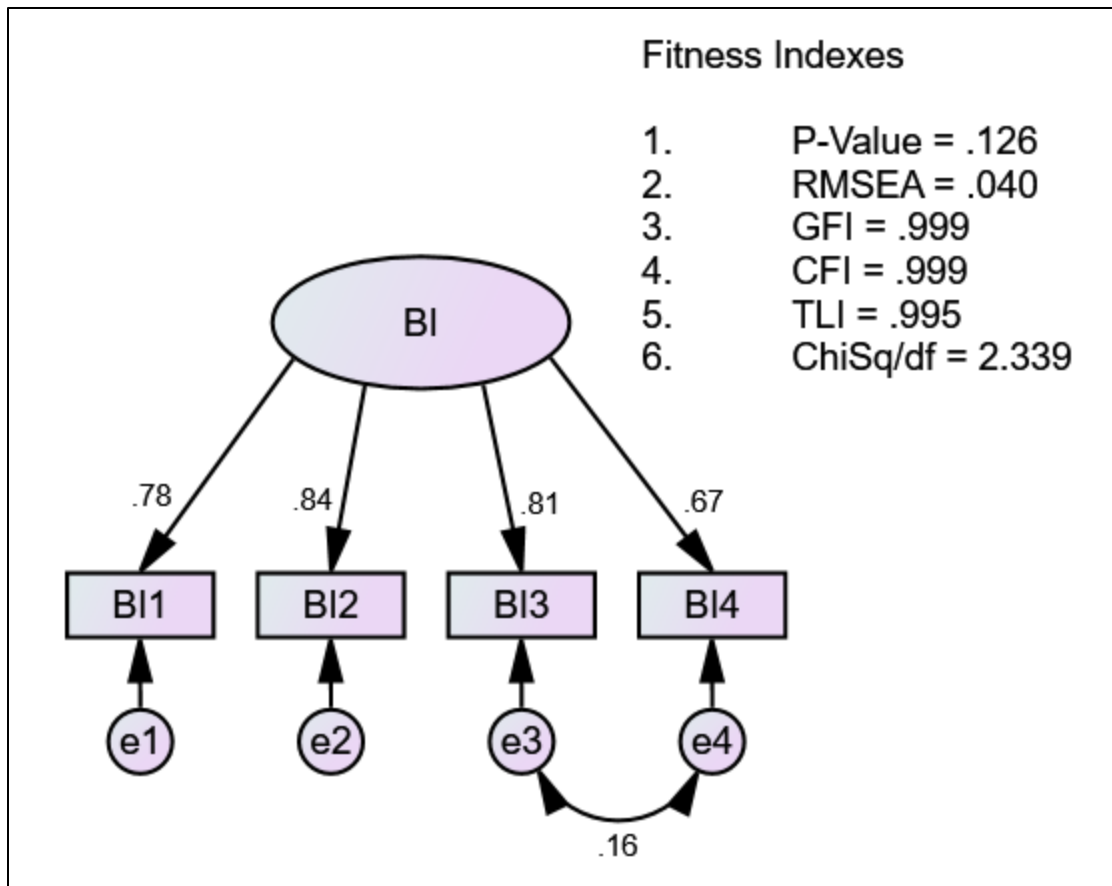 Fitness Indexes
1. P-Value = .126
2. RMSEA = .040
3. GFI = .999
4. CFI = .999
5. TLI = .995
6. ChiSq/df = 2.339
BI
.78 .84 .81 .67
BI1 BI2 BI3 BI4
e1 e2 e3 e4
.16